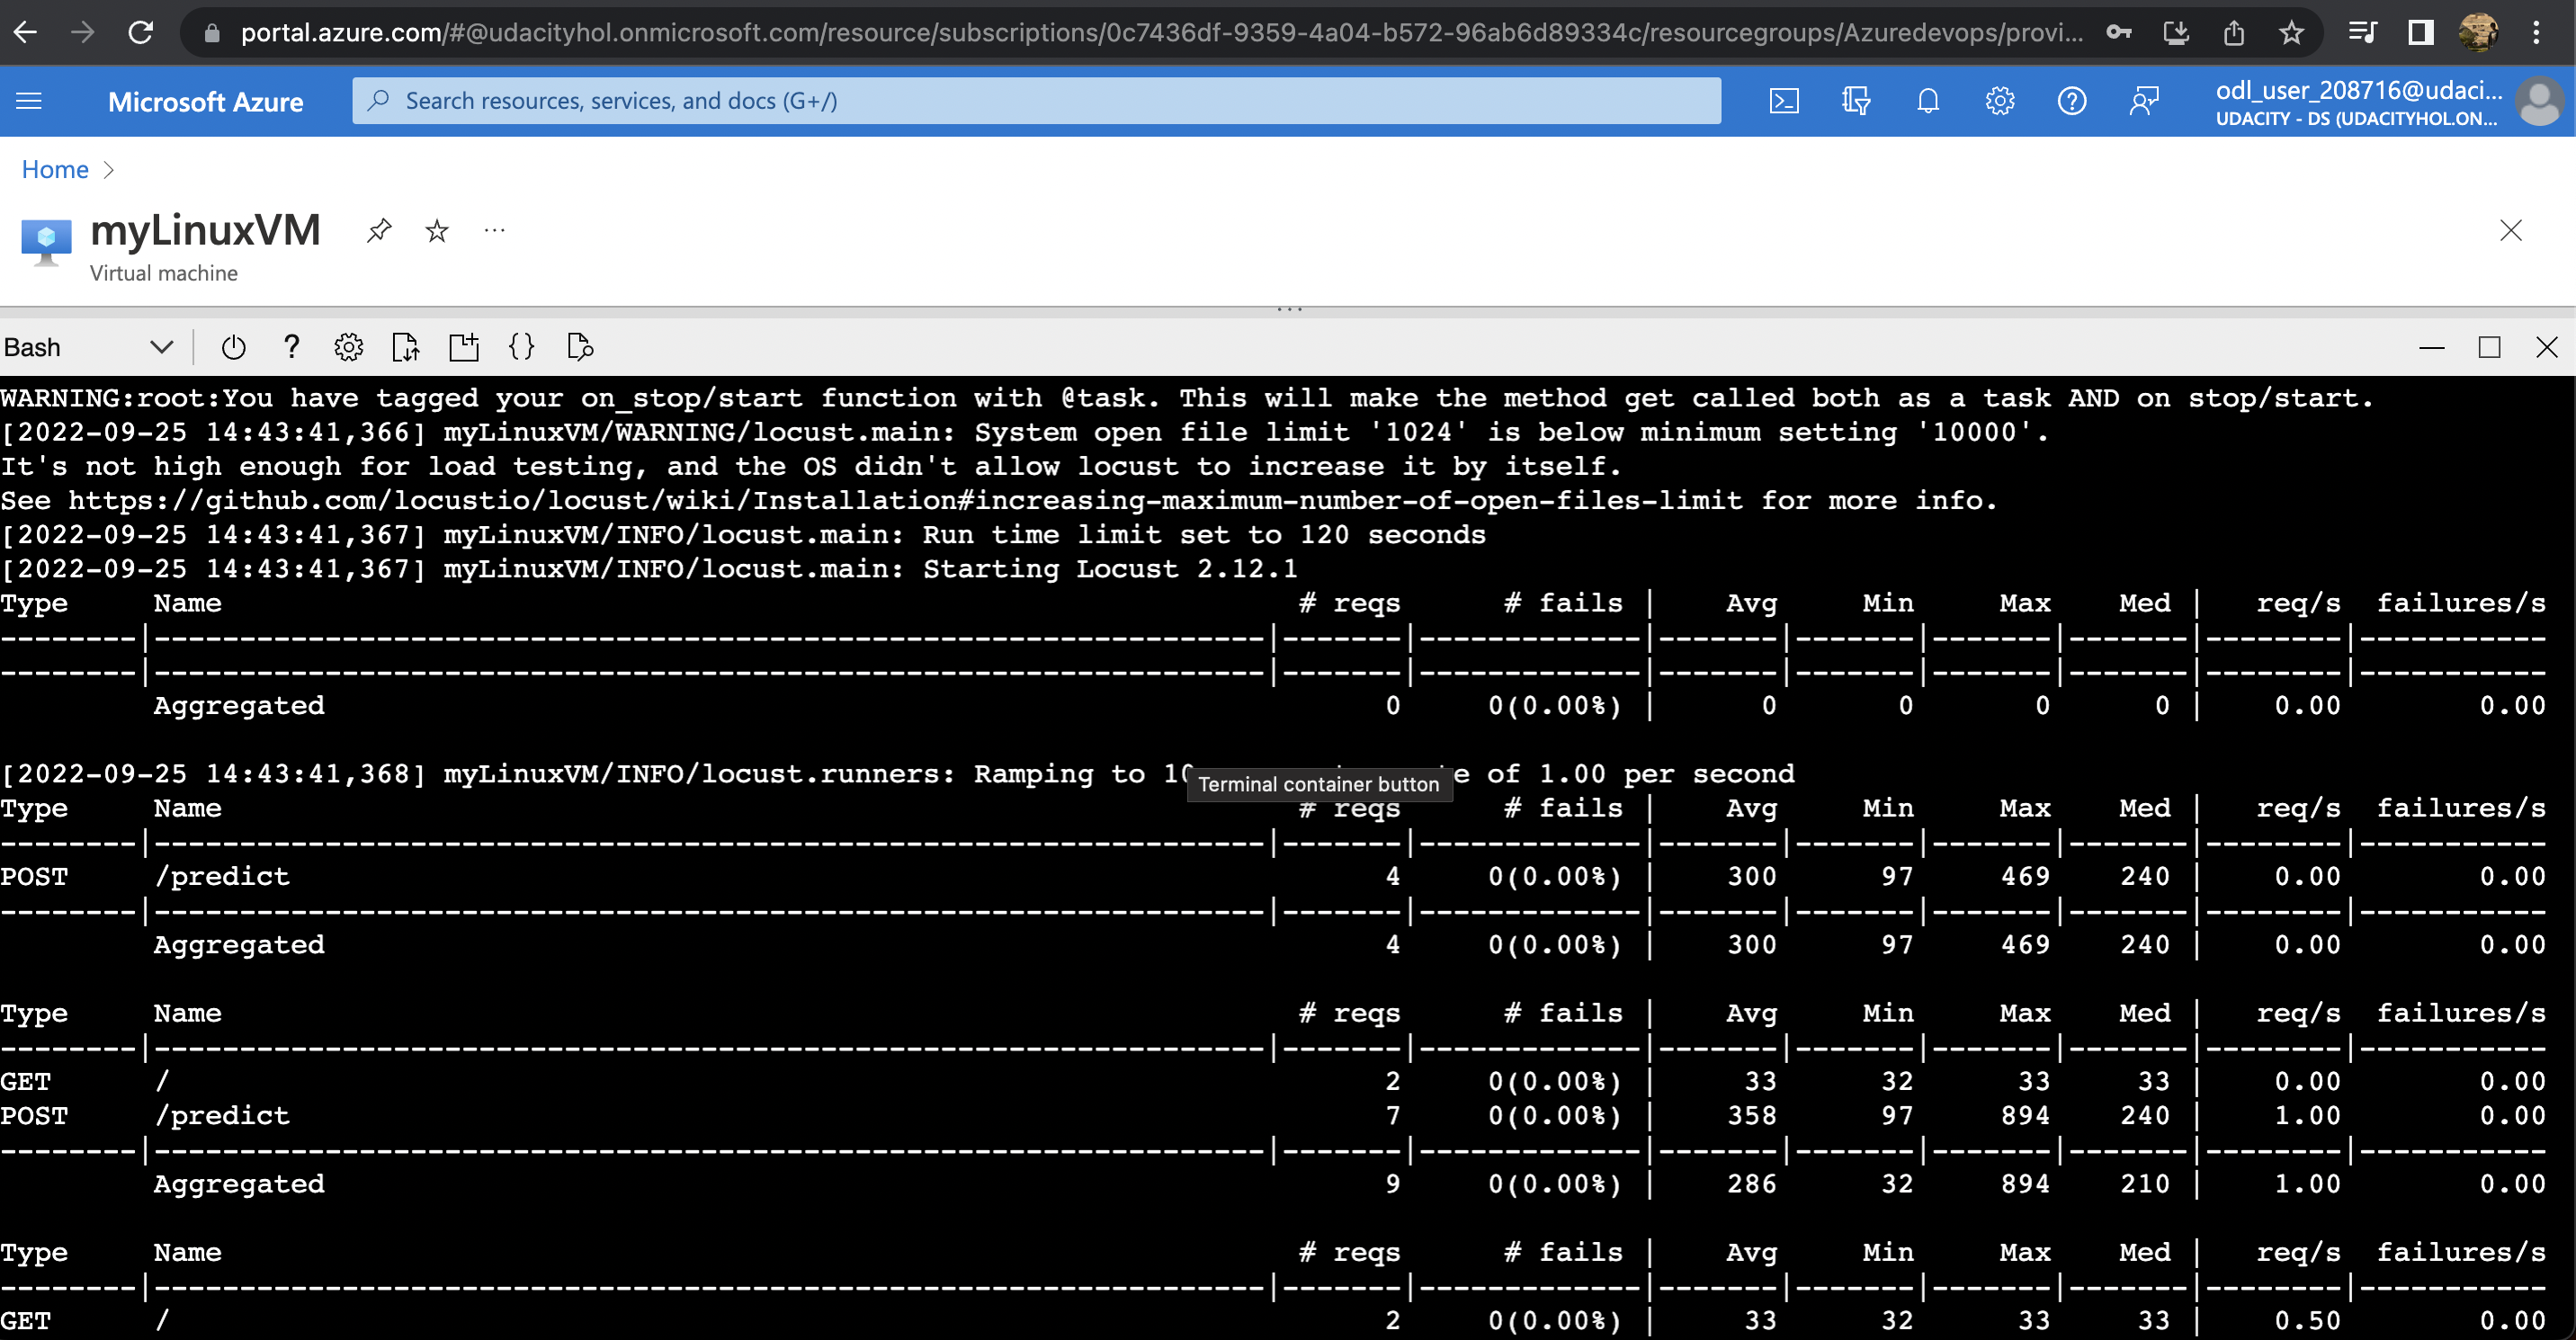 portal.azure.com/#@udacityhol.onmicrosoft.com/resource/subscriptions/0c7436df-9359-4a04-b572-96ab6d89334c/resourcegroups/Azuredevops/provi...
Microsoft Azure
Search resources, services, and docs (G+/)
odl_user_208716@udaci...
UDACITY - DS (UDACITYHOL.ON...
Home >
myLinuxVM
Virtual machine
Bash
WARNING:root:You have tagged your on_stop/start function with @task. This will make the method get called both as a task AND on stop/start.
[2022-09-25 14:43:41,366] myLinuxVM/WARNING/locust.main: System open file limit '1024' is below minimum setting '10000'.
It's not high enough for load testing, and the OS didn't allow locust to increase it by itself.
See https://github.com/locustio/locust/wiki/Installation#increasing-maximum-number-of-open-files-limit for more info.
[2022-09-25 14:43:41,367] myLinuxVM/INFO/locust.main: Run time limit set to 120 seconds
[2022-09-25 14:43:41,367] myLinuxVM/INFO/locust.main: Starting Locust 2.12.1
Type Name # reqs # fails | Avg Min Max Med | req/s failures/s
Aggregated 0 0(0.00%) | 0 0 0 0 | 0.00 0.00
[2022-09-25 14:43:41,368] myLinuxVM/INFO/locust.runners: Ramping to 10 of 1.00 per second
Terminal container button
Type Name # reqs # fails | Avg Min Max Med | req/s failures/s
POST /predict 4 0(0.00%) | 300 97 469 240 | 0.00 0.00
Aggregated 4 0(0.00%) | 300 97 469 240 | 0.00 0.00
Type Name # reqs # fails | Avg Min Max Med | req/s failures/s
GET / 2 0(0.00%) | 33 32 33 33 | 0.00 0.00
POST /predict 7 0(0.00%) | 358 97 894 240 | 1.00 0.00
Aggregated 9 0(0.00%) | 286 32 894 210 | 1.00 0.00
Type Name # reqs # fails | Avg Min Max Med | req/s failures/s
GET / 2 0(0.00%) | 33 32 33 33 | 0.50 0.00